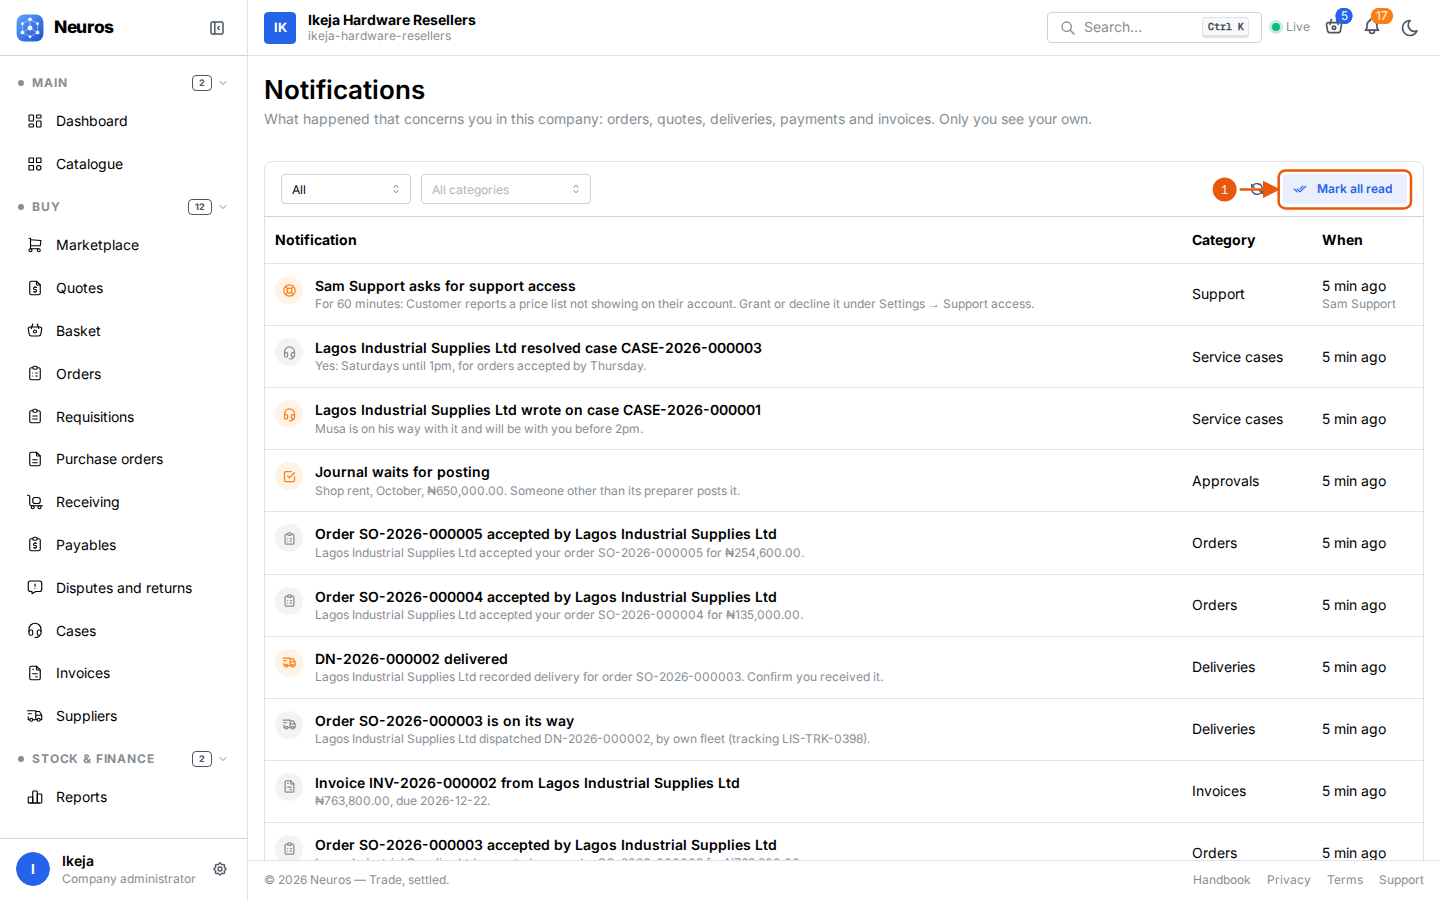 Neuros
IK
Ikeja Hardware Resellers
ikeja-hardware-resellers
Search...
Ctrl K
Live
5
17
MAIN
2
Dashboard
Catalogue
BUY
12
Marketplace
Quotes
Basket
Orders
Requisitions
Purchase orders
Receiving
Payables
Disputes and returns
Cases
Invoices
Suppliers
STOCK & FINANCE
2
Reports
I
Ikeja
Company administrator
Notifications
What happened that concerns you in this company: orders, quotes, deliveries, payments and invoices. Only you see your own.
All
All categories
1
Mark all read
Notification
Category
When
Sam Support asks for support access
For 60 minutes: Customer reports a price list not showing on their account. Grant or decline it under Settings → Support access.
Support
5 min ago
Sam Support
Lagos Industrial Supplies Ltd resolved case CASE-2026-000003
Yes: Saturdays until 1pm, for orders accepted by Thursday.
Service cases
5 min ago
Lagos Industrial Supplies Ltd wrote on case CASE-2026-000001
Musa is on his way with it and will be with you before 2pm.
Service cases
5 min ago
Journal waits for posting
Shop rent, October, ₦650,000.00. Someone other than its preparer posts it.
Approvals
5 min ago
Order SO-2026-000005 accepted by Lagos Industrial Supplies Ltd
Lagos Industrial Supplies Ltd accepted your order SO-2026-000005 for ₦254,600.00.
Orders
5 min ago
Order SO-2026-000004 accepted by Lagos Industrial Supplies Ltd
Lagos Industrial Supplies Ltd accepted your order SO-2026-000004 for ₦135,000.00.
Orders
5 min ago
DN-2026-000002 delivered
Lagos Industrial Supplies Ltd recorded delivery for order SO-2026-000003. Confirm you received it.
Deliveries
5 min ago
Order SO-2026-000003 is on its way
Lagos Industrial Supplies Ltd dispatched DN-2026-000002, by own fleet (tracking LIS-TRK-0398).
Deliveries
5 min ago
Invoice INV-2026-000002 from Lagos Industrial Supplies Ltd
₦763,800.00, due 2026-12-22.
Invoices
5 min ago
Order SO-2026-000003 accepted by Lagos Industrial Supplies Ltd
Orders
5 min ago
© 2026 Neuros — Trade, settled.
Handbook
Privacy
Terms
Support